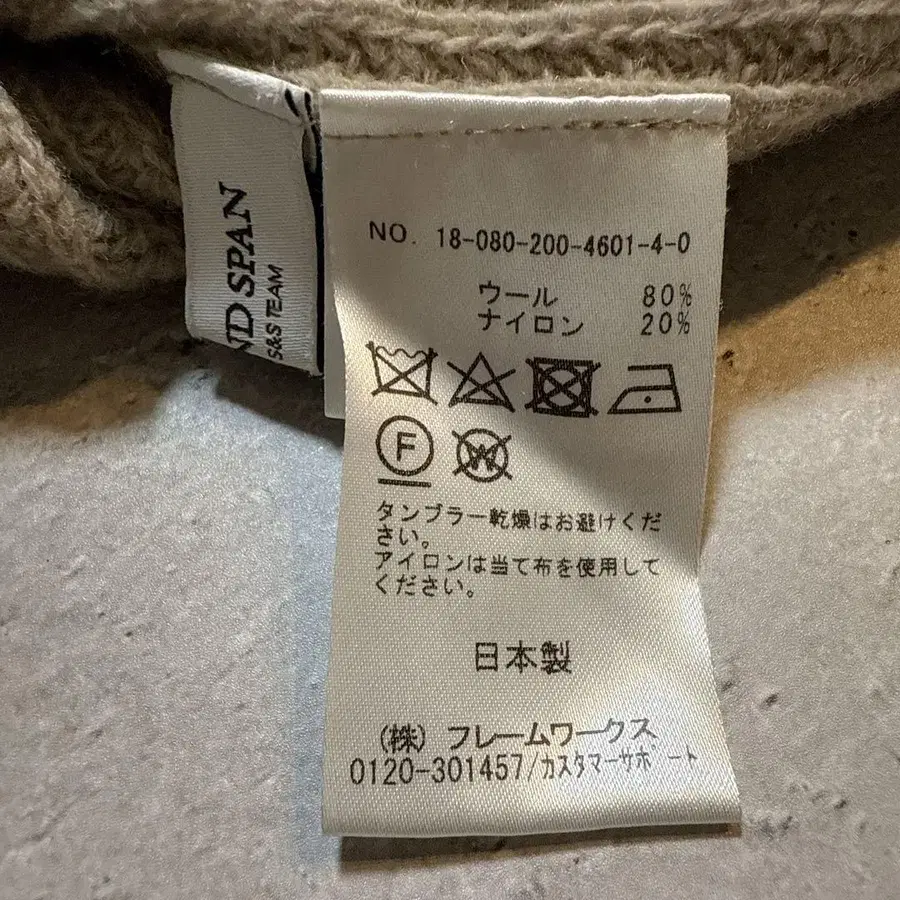 ND SPAN
S&S TEAM
NO. 18-080-200-4601-4-0
ウール 80%
ナイロン 20%
F
W
タンブラー乾燥はお避けくだ
さい。
アイロンは当て布を使用して
ください。
日本製
(株) フレームワークス
0120-301457/カスタマーサポート